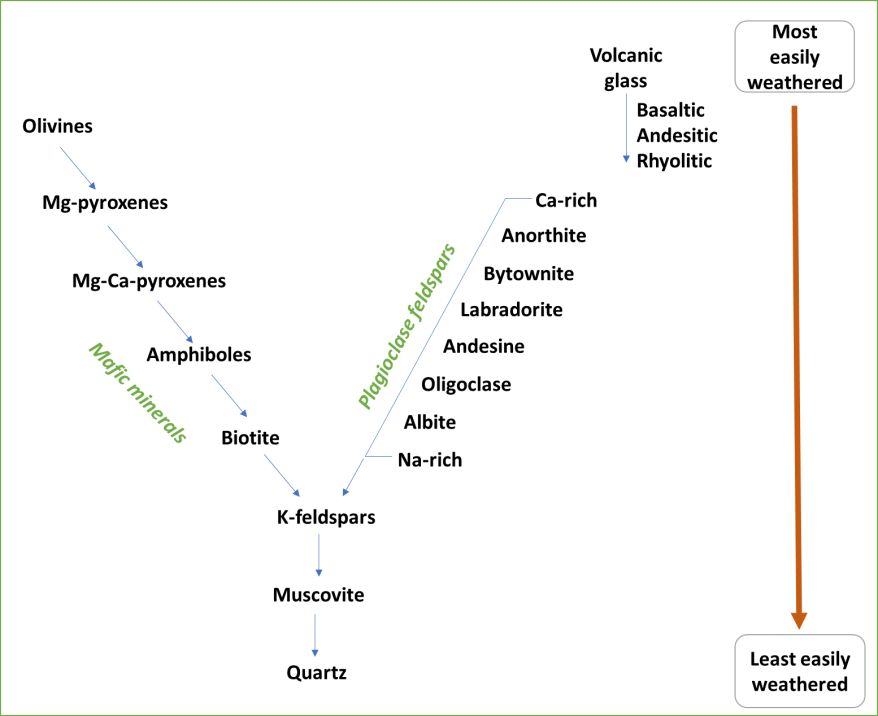 Most
easily
weathered
Volcanic
glass
Basaltic
Andesitic
Rhyolitic
Olivines
Mg-pyroxenes
Mg-Ca-pyroxenes
Amphiboles
Mafic minerals
Biotite
Plagioclase feldspars
Ca-rich
Anorthite
Bytownite
Labradorite
Andesine
Oligoclase
Albite
Na-rich
K-feldspars
Muscovite
Quartz
Least easily
weathered